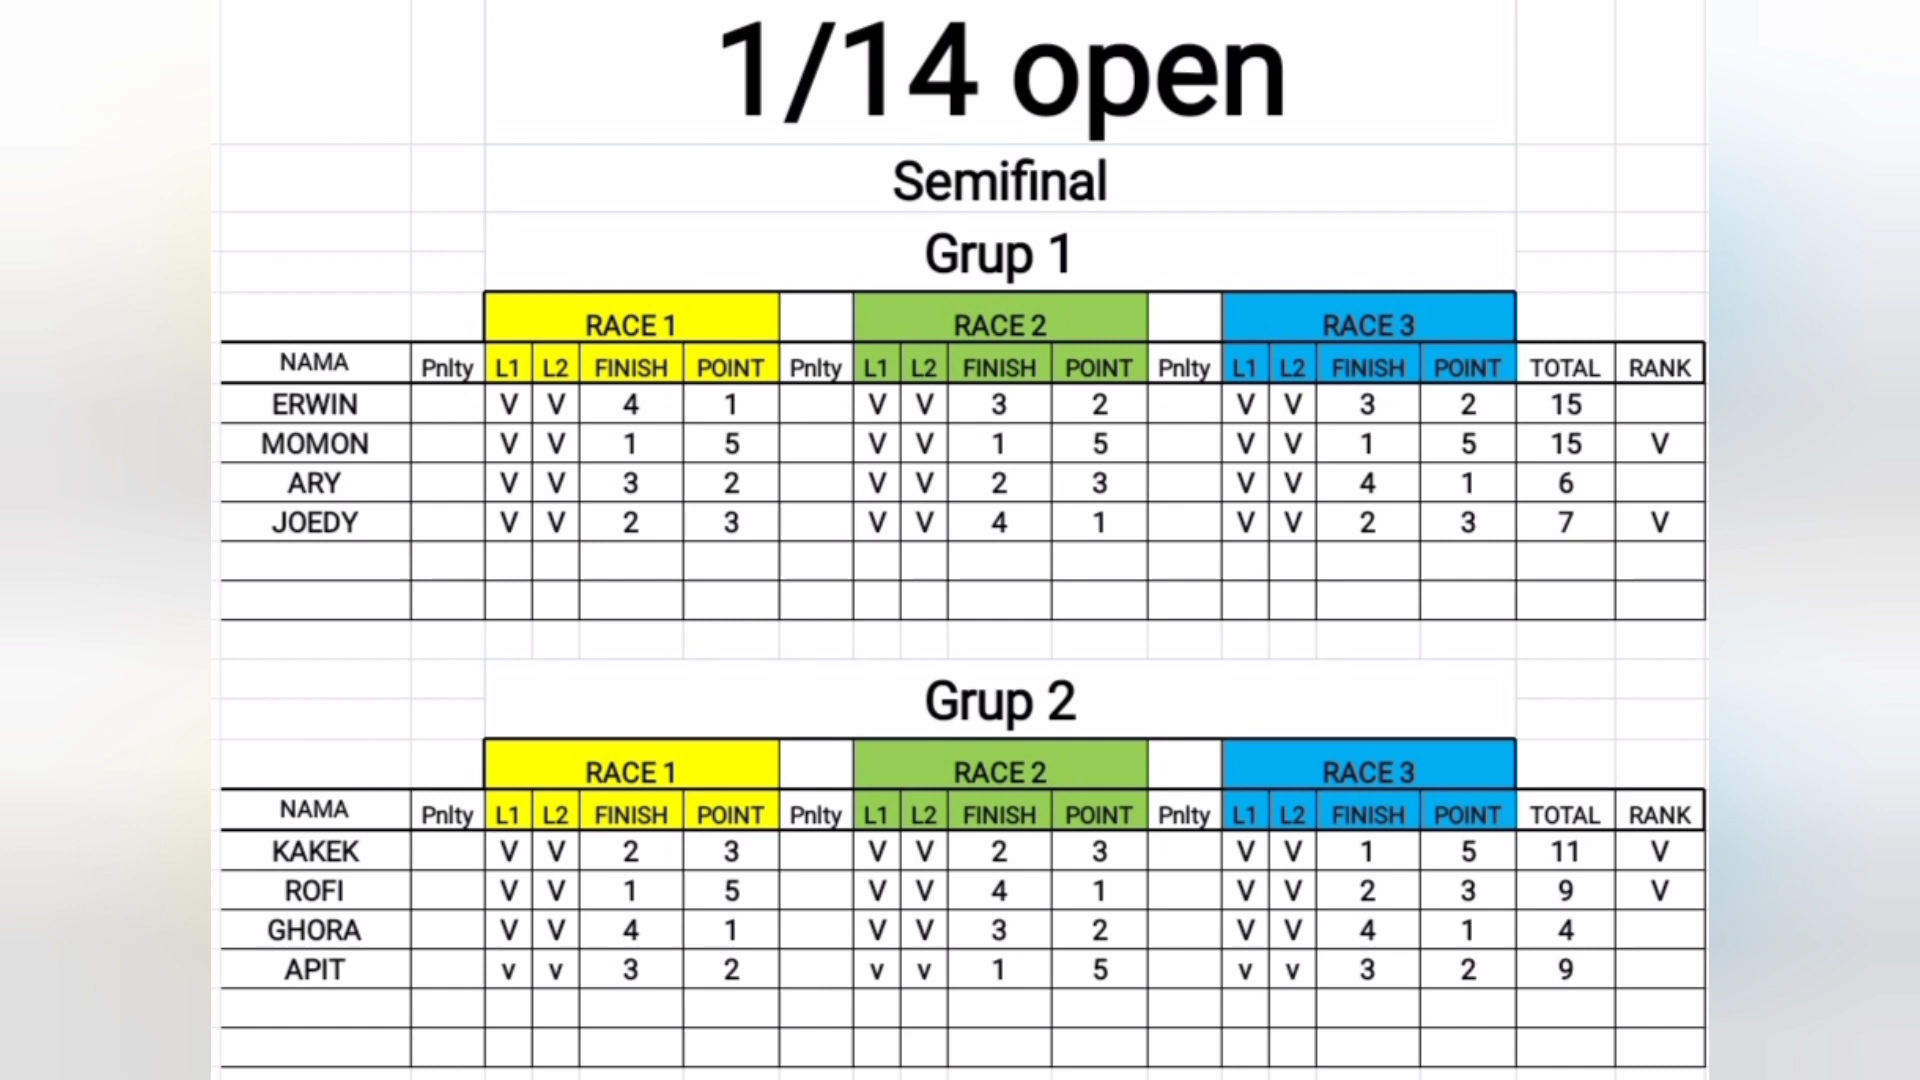 1/14 open
Semifinal
Grup 1
RACE 1 RACE 2 RACE 3
NAMA Pnlty L1 L2 FINISH POINT Pnlty L1 L2 FINISH POINT Pnlty L1 L2 FINISH POINT TOTAL RANK
ERWIN V V 4 1 V V 3 2 V V 3 2 15
MOMON V V 1 5 V V 1 5 V V 1 5 15 V
ARY V V 3 2 V V 2 3 V V 4 1 6
JOEDY V V 2 3 V V 4 1 V V 2 3 7 V
Grup 2
RACE 1 RACE 2 RACE 3
NAMA Pnlty L1 L2 FINISH POINT Pnlty L1 L2 FINISH POINT Pnlty L1 L2 FINISH POINT TOTAL RANK
KAKEK V V 2 3 V V 2 3 V V 1 5 11 V
ROFI V V 1 5 V V 4 1 V V 2 3 9 V
GHORA V V 4 1 V V 3 2 V V 4 1 4
APIT v v 3 2 v v 1 5 v v 3 2 9